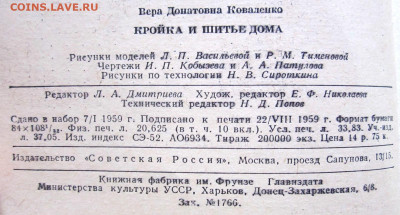 COINS.LAVE.RU
Вера Донатовна Коваленко
КРОЙКА И ШИТЬЕ ДОМА
Рисунки моделей Л. П. Васильевой и Р. М. Тименовой
Чертежи И. П. Кобызева и А. А. Патулова
Рисунки по технологии Н. В. Сироткина
Редактор Л. А. Дмитриева Худож. редактор Е. Ф. Николаева
Технический редактор Н. Д. Попов
Сдано в набор 7/I 1959 г. Подписано к печати 22/VIII 1959 г. Формат бумаги
84×108¹/₃₂. Физ. печ. л. 20,625 (в т. ч. 10 вкл.). Усл. печ. л. 33,83. Уч.-изд.
л. 37,05. Изд. индекс СЭ-52. АО6934. Тираж 200000 экз. Цена 14 р. 75 к.
Издательство «Советская Россия». Москва, проезд Сапунова, 13/15.
Книжная фабрика им. Фрунзе Главиздата
Министерства культуры УССР, Харьков, Донец-Захаржевская, 6/8.
Зак. №1766.